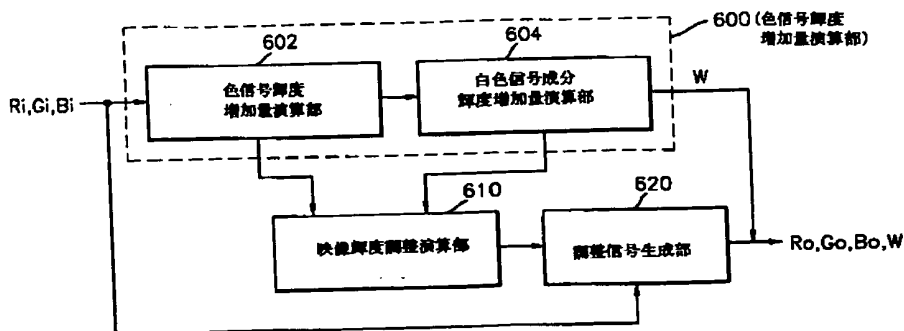 600 (色信号輝度
増加量演算部)
602
604
色信号輝度
増加量演算部
白色信号成分
輝度増加量演算部
W
Ri,Gi,Bi
610
620
映像輝度調整演算部
調整信号生成部
Ro,Go,Bo,W